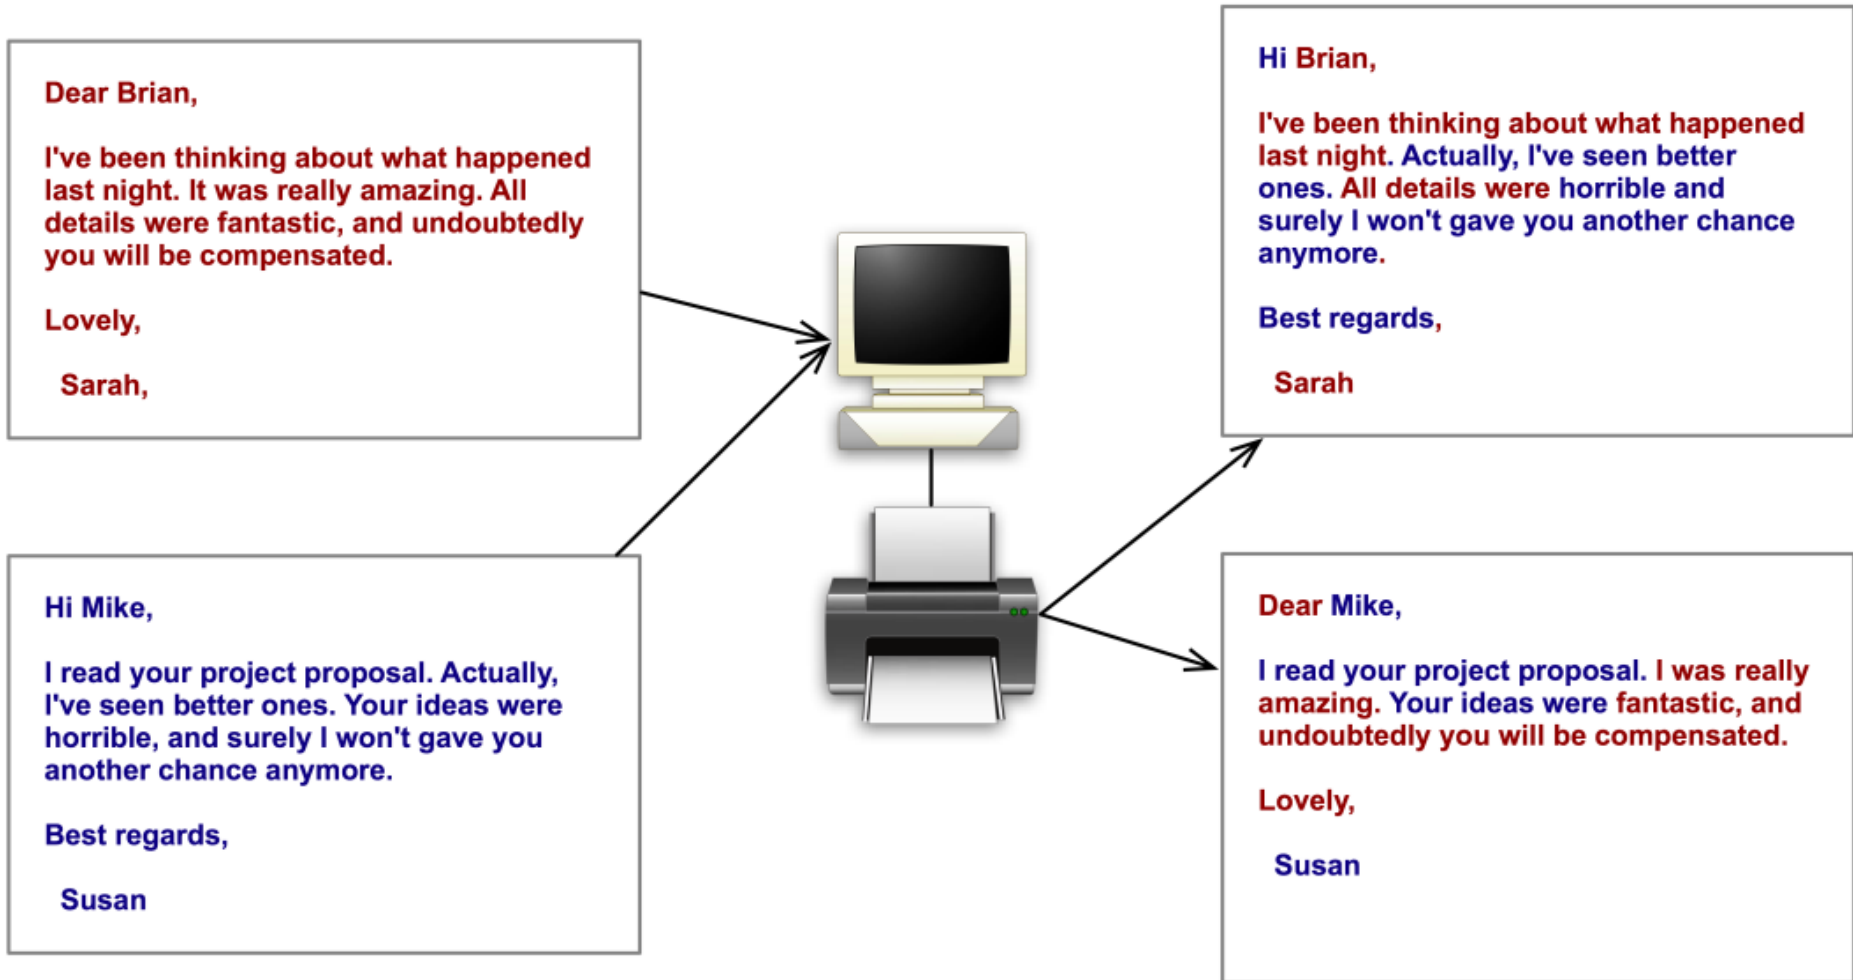 Dear Brian,
I've been thinking about what happened
last night. It was really amazing. All
details were fantastic, and undoubtedly
you will be compensated.
Lovely,
Sarah,
Hi Mike,
I read your project proposal. Actually,
I've seen better ones. Your ideas were
horrible, and surely I won't gave you
another chance anymore.
Best regards,
Susan
Hi Brian,
I've been thinking about what happened
last night. Actually, I've seen better
ones. All details were horrible and
surely I won't gave you another chance
anymore.
Best regards,
Sarah
Dear Mike,
I read your project proposal. I was really
amazing. Your ideas were fantastic, and
undoubtedly you will be compensated.
Lovely,
Susan